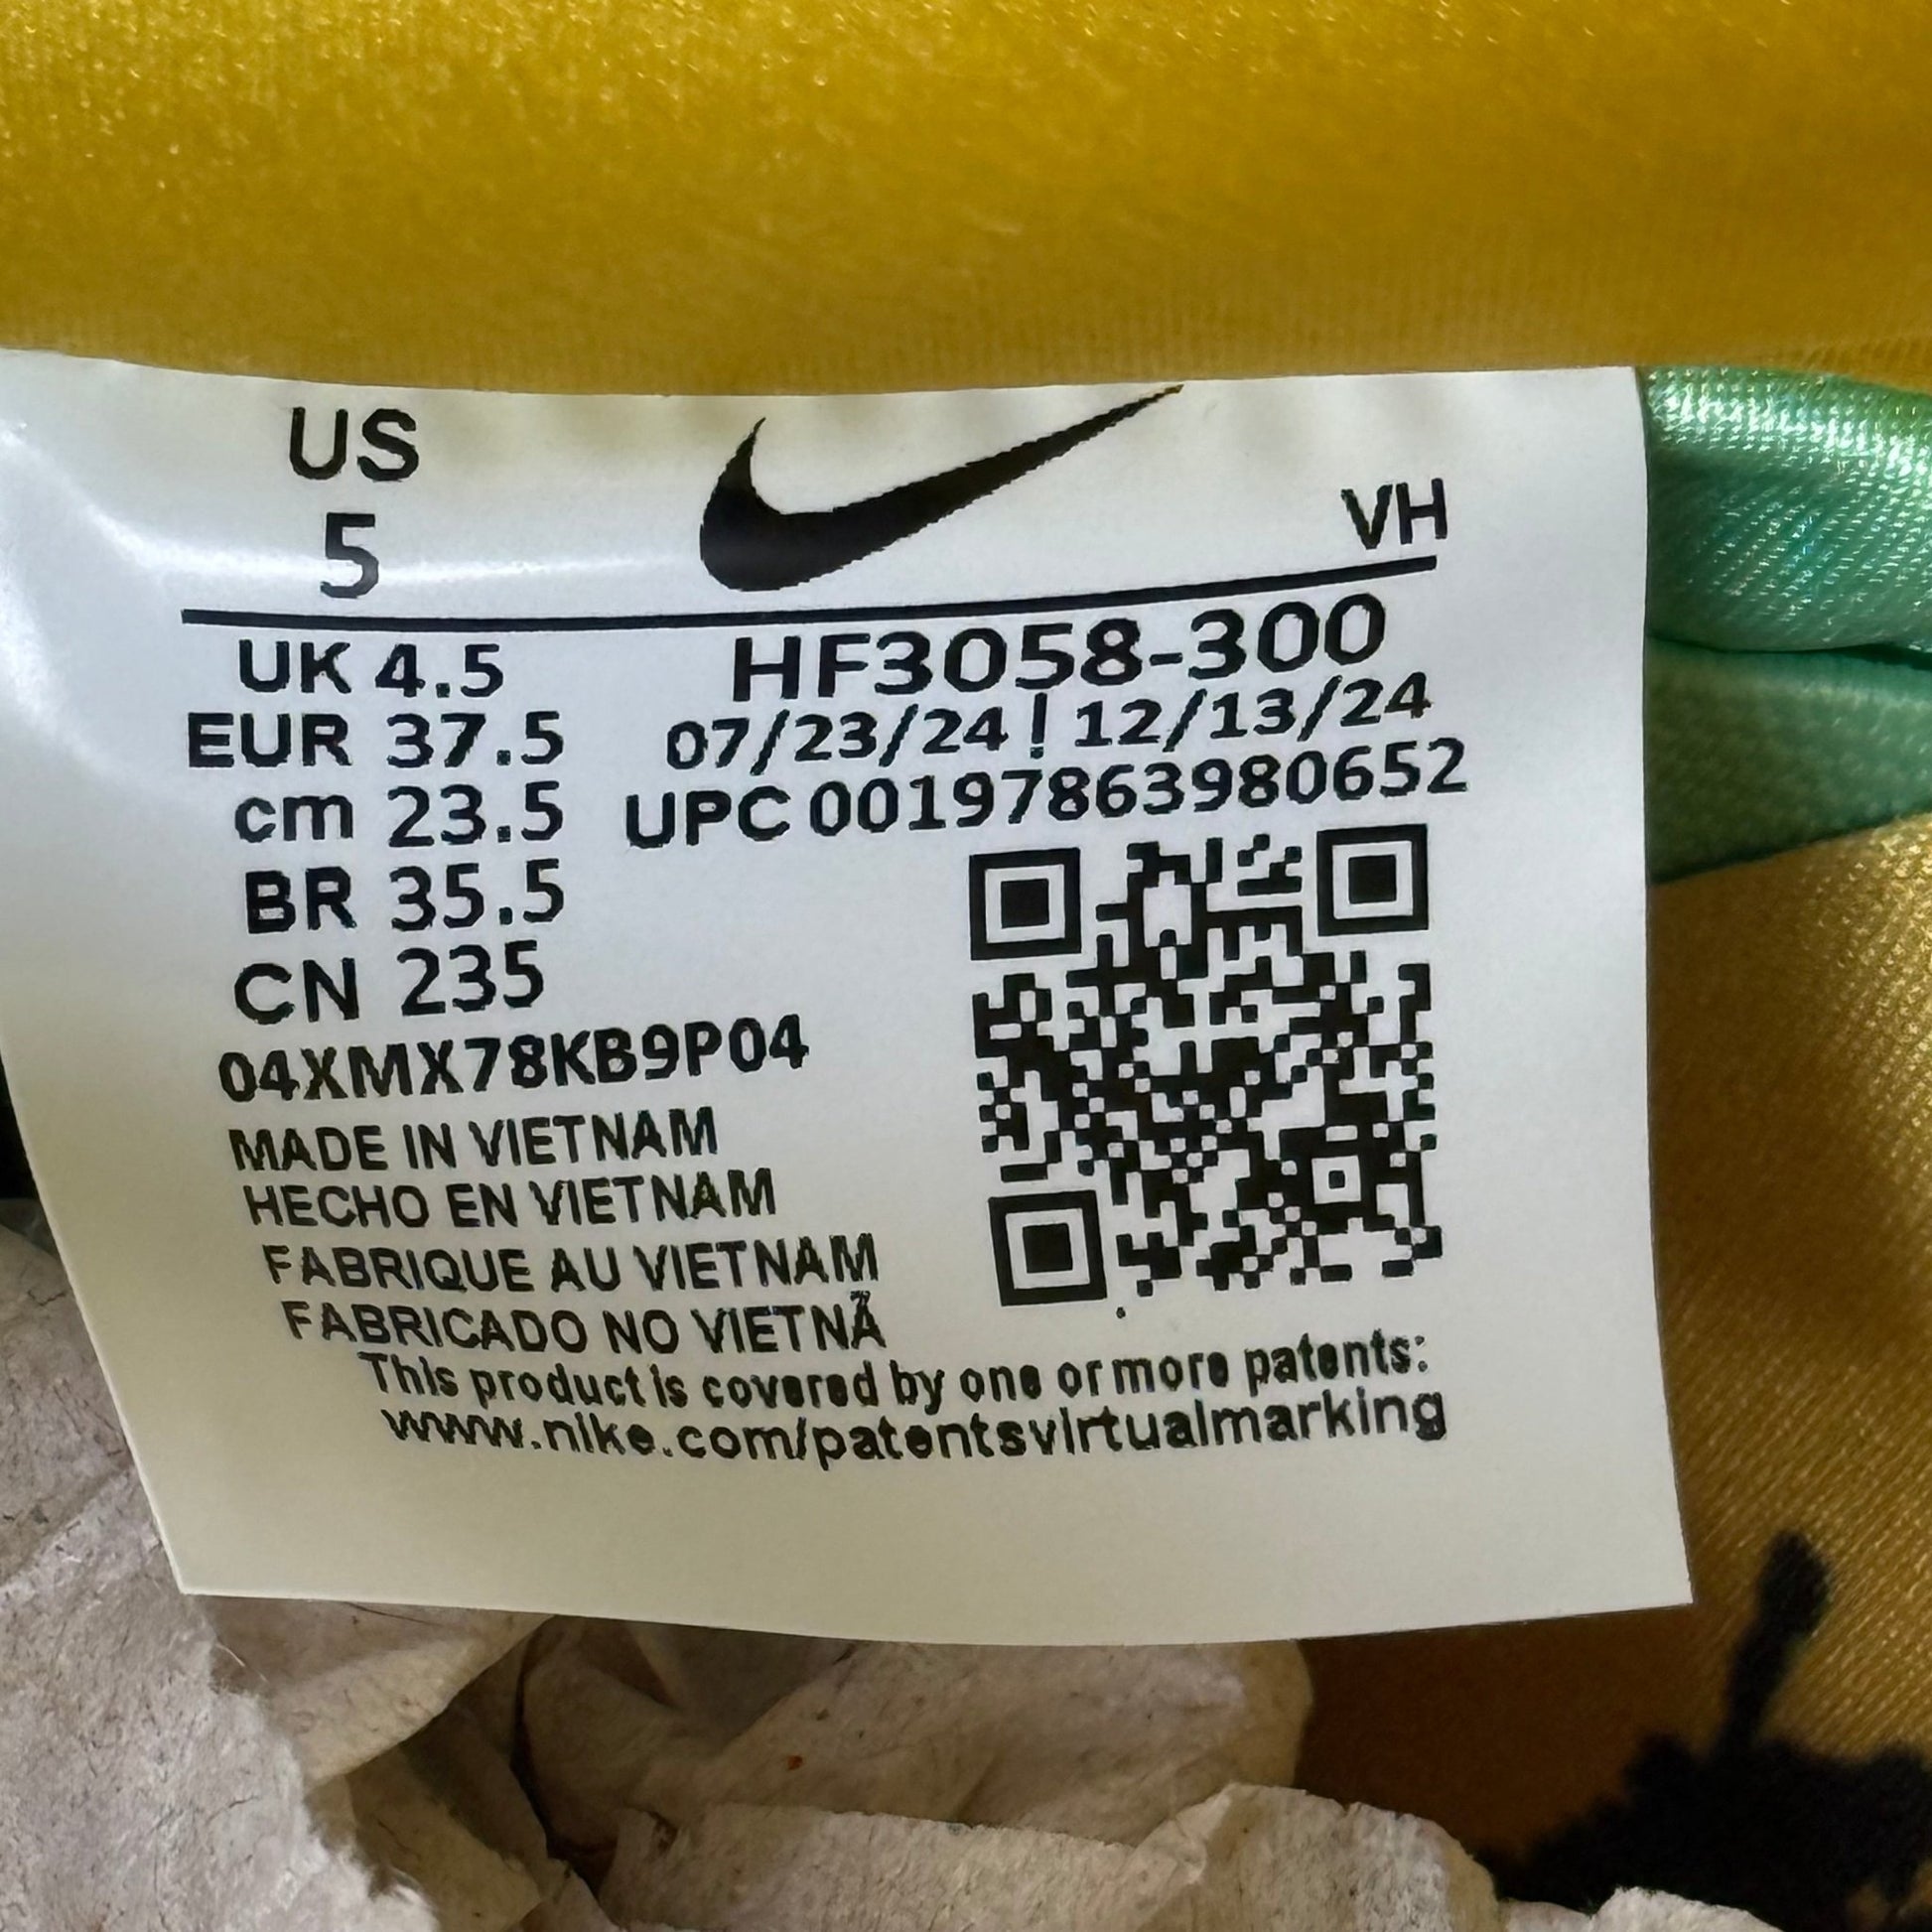 US
5
VH
UK 4.5
EUR 37.5
cm 23.5
BR 35.5
CN 235
HF3058-300
07/23/24 ! 12/13/24
UPC 00197863980652
04XMX78KB9P04
MADE IN VIETNAM
HECHO EN VIETNAM
FABRIQUE AU VIETNAM
FABRICADO NO VIETNÃ
This product is covered by one or more patents:
www.nike.com/patentsvirtualmarking